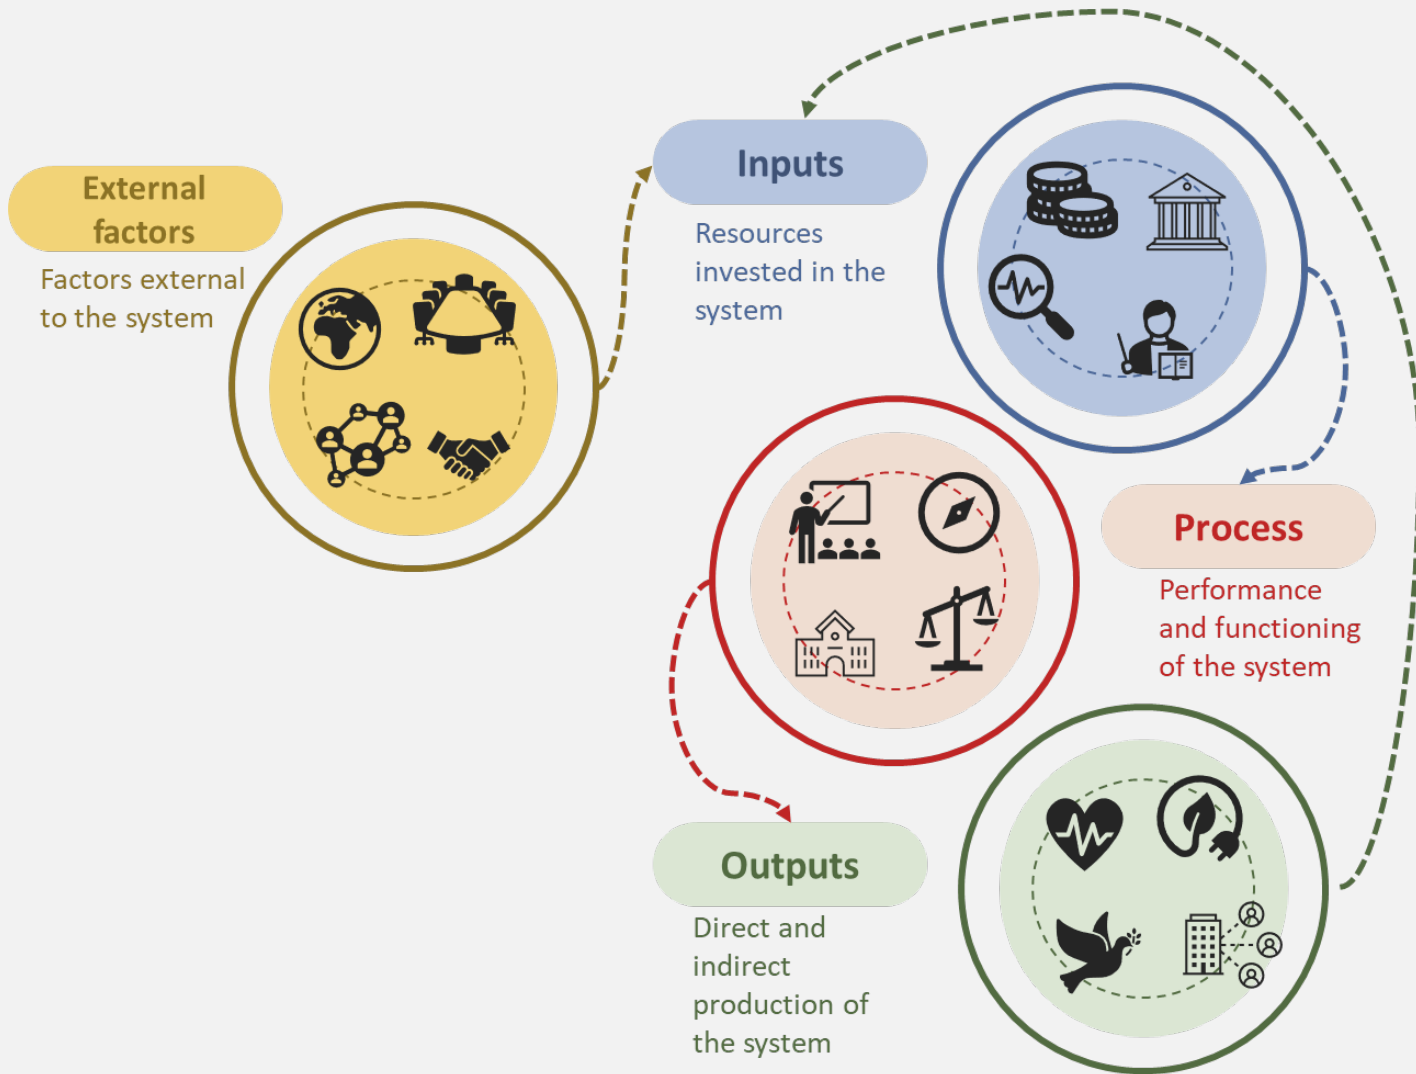 External
factors
Factors external
to the system
Inputs
Resources
invested in the
system
Process
Performance
and functioning
of the system
Outputs
Direct and
indirect
production of
the system